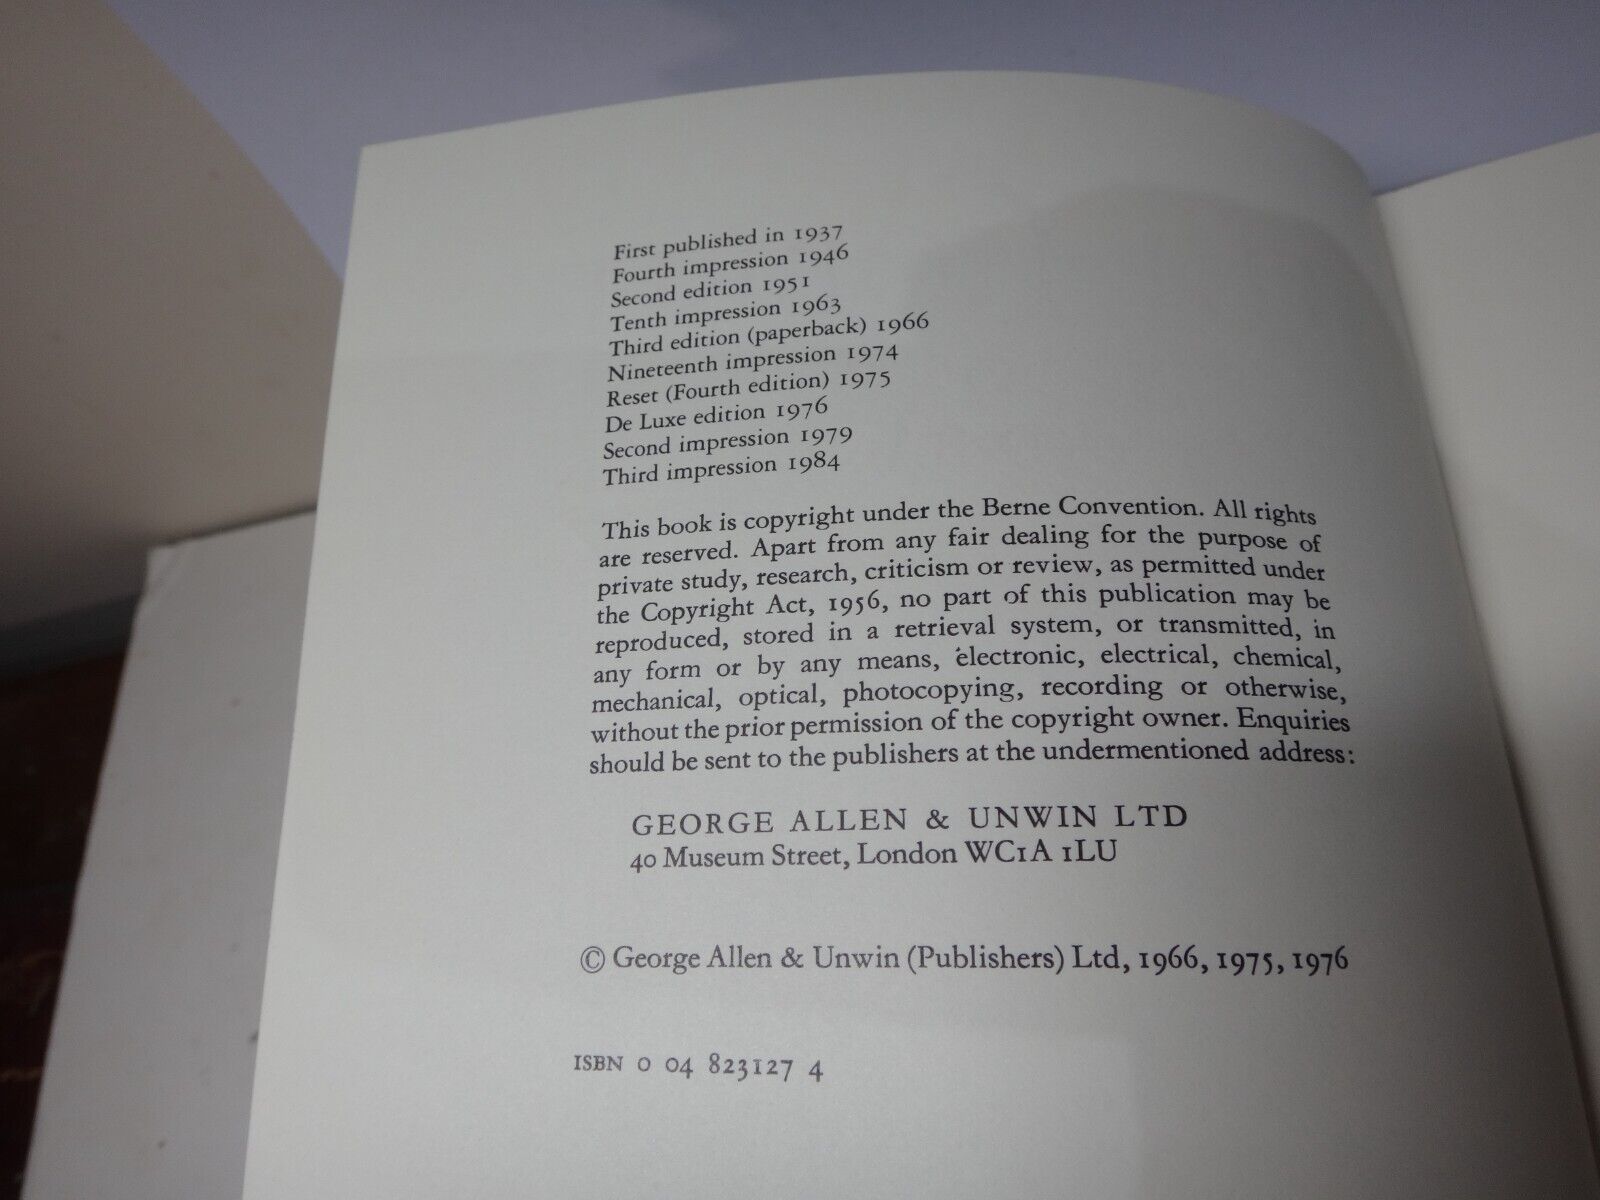 First published in 1937
Fourth impression 1946
Second edition 1951
Tenth impression 1963
Third edition (paperback) 1966
Nineteenth impression 1974
Reset (Fourth edition) 1975
De Luxe edition 1976
Second impression 1979
Third impression 1984
This book is copyright under the Berne Convention. All rights
are reserved. Apart from any fair dealing for the purpose of
private study, research, criticism or review, as permitted under
the Copyright Act, 1956, no part of this publication may be
reproduced, stored in a retrieval system, or transmitted, in
any form or by any means, electronic, electrical, chemical,
mechanical, optical, photocopying, recording or otherwise,
without the prior permission of the copyright owner. Enquiries
should be sent to the publishers at the undermentioned address:
GEORGE ALLEN & UNWIN LTD
40 Museum Street, London WC1A 1LU
© George Allen & Unwin (Publishers) Ltd, 1966, 1975, 1976
ISBN 0 04 823127 4